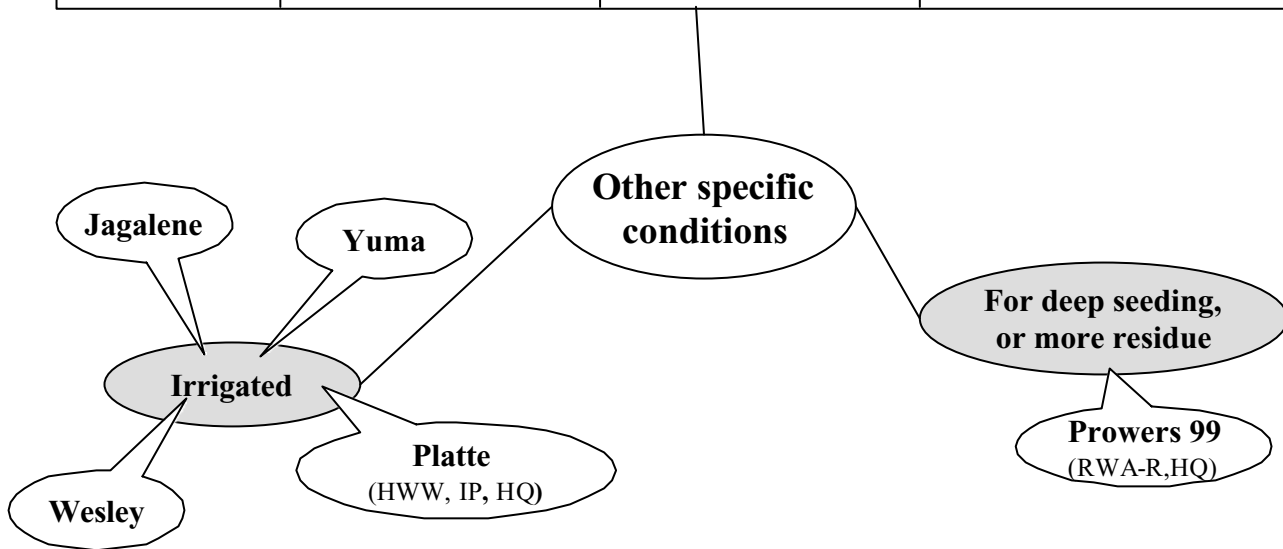 Other specific
conditions
Jagalene
Yuma
For deep seeding,
or more residue
Irrigated
Prowers 99
(RWA-R,HQ)
Platte
(HWW, IP, HQ)
Wesley